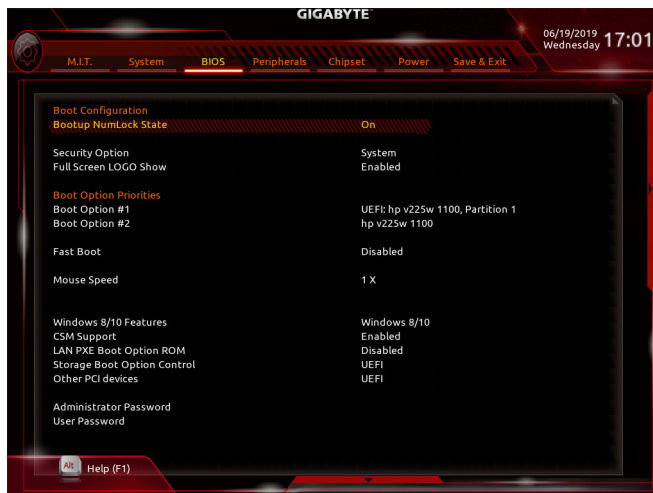 GIGABYTE™
06/19/2019
Wednesday 17:01
M.I.T. System BIOS Peripherals Chipset Power Save & Exit
Boot Configuration
Bootup NumLock State On
Security Option System
Full Screen LOGO Show Enabled
Boot Option Priorities
Boot Option #1 UEFI: hp v225w 1100, Partition 1
Boot Option #2 hp v225w 1100
Fast Boot Disabled
Mouse Speed 1 X
Windows 8/10 Features Windows 8/10
CSM Support Enabled
LAN PXE Boot Option ROM Disabled
Storage Boot Option Control UEFI
Other PCI devices UEFI
Administrator Password
User Password
Alt Help (F1)